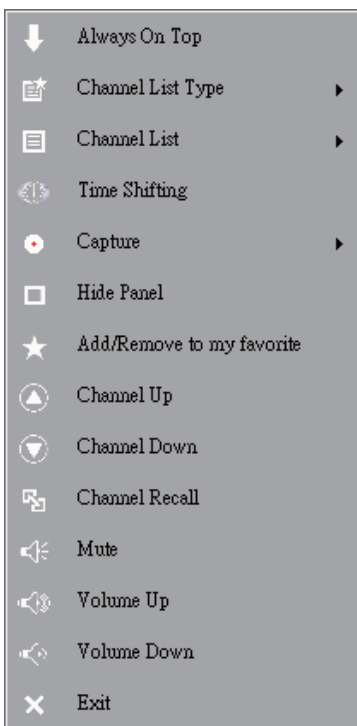 Always On Top
Channel List Type
Channel List
Time Shifting
Capture
Hide Panel
Add/Remove to my favorite
Channel Up
Channel Down
Channel Recall
Mute
Volume Up
Volume Down
Exit